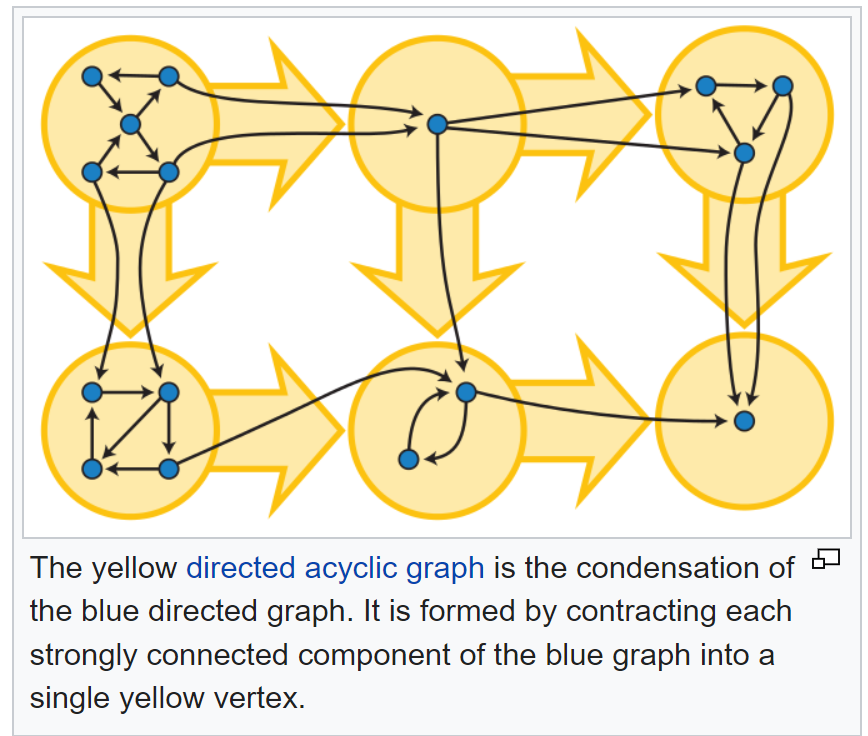 The yellow directed acyclic graph is the condensation of
the blue directed graph. It is formed by contracting each
strongly connected component of the blue graph into a
single yellow vertex.